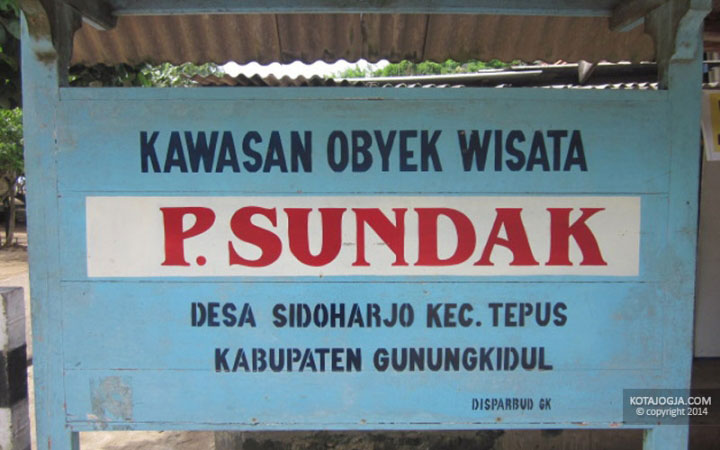 KAWASAN OBYEK WISATA
P. SUNDAK
DESA SIDOHARJO KEC. TEPUS
KABUPATEN GUNUNGKIDUL
DISPARBUD GK
KOTAJOGJA.COM
© copyright 2014